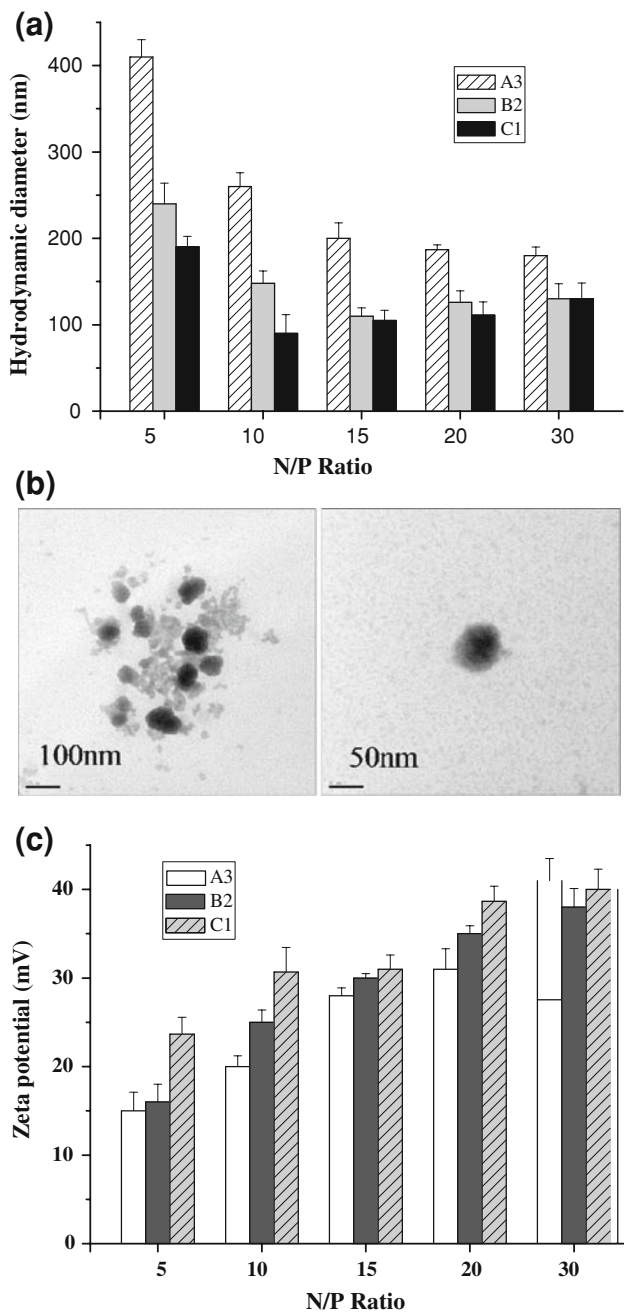 (a)
Hydrodynamic diameter (nm)
400
300
200
100
0
A3
B2
C1
5 10 15 20 30
N/P Ratio
(b)
100nm
50nm
(c)
Zeta potential (mV)
40
30
20
10
0
A3
B2
C1
5 10 15 20 30
N/P Ratio